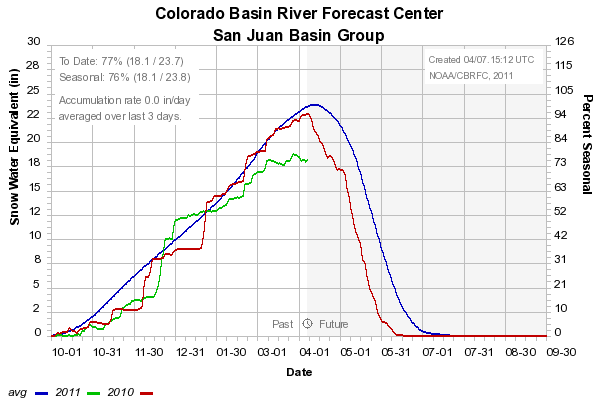 Colorado Basin River Forecast Center
San Juan Basin Group
30
28
25
22
20
18
15
12
10
8
5
2
0
Snow Water Equivalent (in)
To Date: 77% (18.1 / 23.7)
Seasonal: 76% (18.1 / 23.8)
Accumulation rate 0.0 in/day
averaged over last 3 days.
Created 04/07.15:12 UTC
NOAA/CBRFC, 2011
126
115
105
94
84
73
63
52
42
31
21
10
0
Percent Seasonal
Past Future
10-01 10-31 11-30 12-31 01-30 03-01 04-01 05-01 05-31 07-01 07-31 08-30 09-30
Date
avg 2011 2010